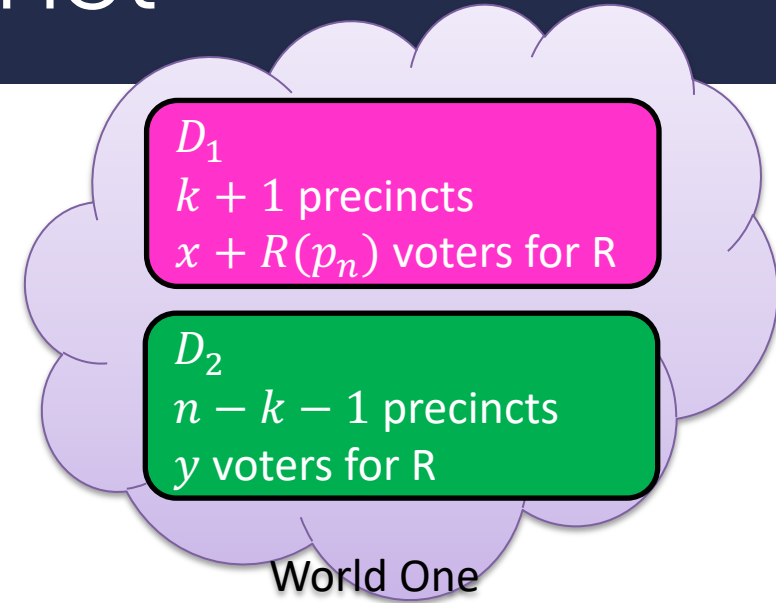 D₁
k + 1 precincts
x + R(pₙ) voters for R
D₂
n − k − 1 precincts
y voters for R
World One